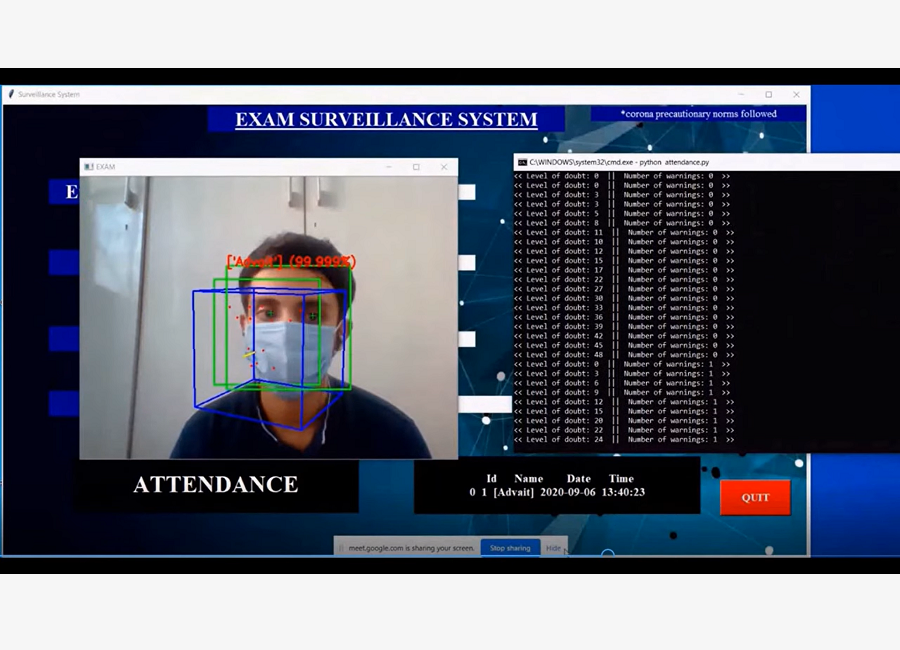 Surveillance System
EXAM SURVEILLANCE SYSTEM
*corona precautionary norms followed
EXAM
E
['Advait'] (99.999%)
C:\WINDOWS\system32\cmd.exe - python attendance.py
<< Level of doubt: 0 || Number of warnings: 0 >>
<< Level of doubt: 0 || Number of warnings: 0 >>
<< Level of doubt: 3 || Number of warnings: 0 >>
<< Level of doubt: 3 || Number of warnings: 0 >>
<< Level of doubt: 5 || Number of warnings: 0 >>
<< Level of doubt: 8 || Number of warnings: 0 >>
<< Level of doubt: 11 || Number of warnings: 0 >>
<< Level of doubt: 10 || Number of warnings: 0 >>
<< Level of doubt: 12 || Number of warnings: 0 >>
<< Level of doubt: 15 || Number of warnings: 0 >>
<< Level of doubt: 17 || Number of warnings: 0 >>
<< Level of doubt: 22 || Number of warnings: 0 >>
<< Level of doubt: 27 || Number of warnings: 0 >>
<< Level of doubt: 30 || Number of warnings: 0 >>
<< Level of doubt: 33 || Number of warnings: 0 >>
<< Level of doubt: 36 || Number of warnings: 0 >>
<< Level of doubt: 39 || Number of warnings: 0 >>
<< Level of doubt: 42 || Number of warnings: 0 >>
<< Level of doubt: 45 || Number of warnings: 0 >>
<< Level of doubt: 48 || Number of warnings: 0 >>
<< Level of doubt: 0 || Number of warnings: 1 >>
<< Level of doubt: 3 || Number of warnings: 1 >>
<< Level of doubt: 6 || Number of warnings: 1 >>
<< Level of doubt: 9 || Number of warnings: 1 >>
<< Level of doubt: 12 || Number of warnings: 1 >>
<< Level of doubt: 15 || Number of warnings: 1 >>
<< Level of doubt: 20 || Number of warnings: 1 >>
<< Level of doubt: 22 || Number of warnings: 1 >>
<< Level of doubt: 24 || Number of warnings: 1 >>
ATTENDANCE
Id Name Date Time
0 1 [Advait] 2020-09-06 13:40:23
QUIT
meet.google.com is sharing your screen. Stop sharing Hide